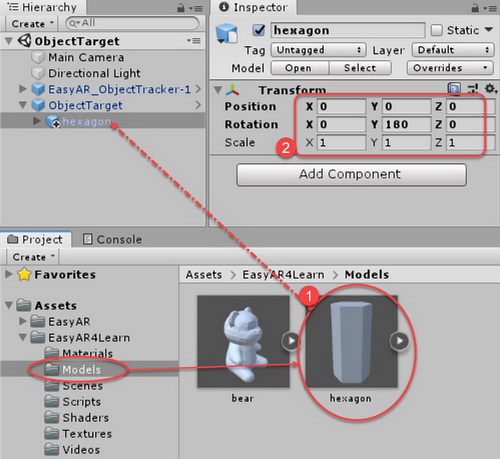 Hierarchy
Create
All
ObjectTarget
Main Camera
Directional Light
EasyAR_ObjectTracker-1
ObjectTarget
hexagon
Inspector
hexagon
Static
Tag Untagged Layer Default
Model Open Select Overrides
Transform
Position X 0 Y 0 Z 0
Rotation X 0 Y 180 Z 0
Scale X 1 Y 1 Z 1
2
Add Component
Project Console
Create
Favorites
Assets
EasyAR
EasyAR4Learn
Materials
Models
Scenes
Scripts
Shaders
Textures
Videos
Assets > EasyAR4Learn > Models
1
bear hexagon